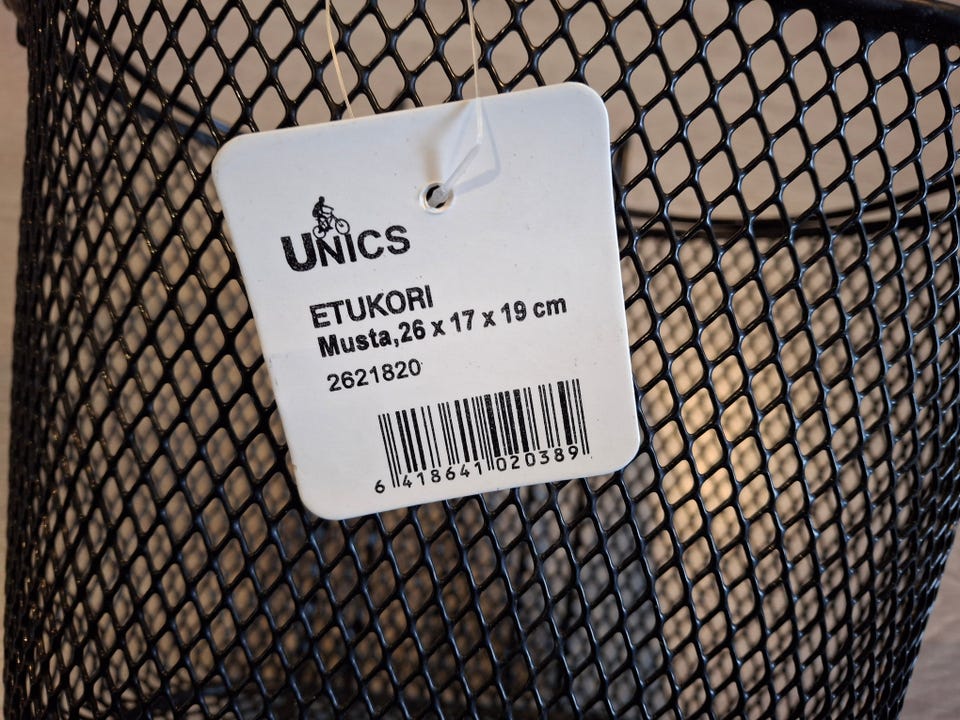 UNICS
ETUKORI
Musta,26 x 17 x 19 cm
2621820
6 418641 020389